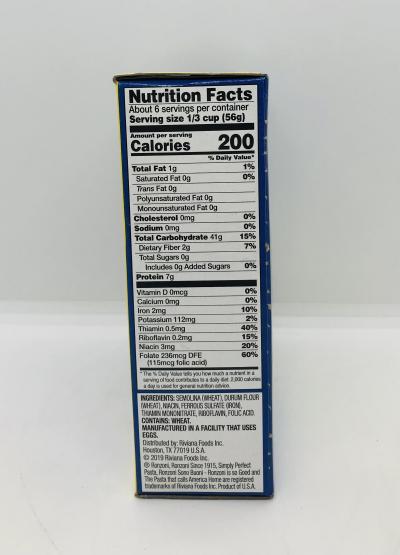 Nutrition Facts
About 6 servings per container
Serving size 1/3 cup (56g)
Amount per serving
Calories 200
% Daily Value*
Total Fat 1g 1%
Saturated Fat 0g 0%
Trans Fat 0g
Polyunsaturated Fat 0g
Monounsaturated Fat 0g
Cholesterol 0mg 0%
Sodium 0mg 0%
Total Carbohydrate 41g 15%
Dietary Fiber 2g 7%
Total Sugars 0g
Includes 0g Added Sugars 0%
Protein 7g
Vitamin D 0mcg 0%
Calcium 0mg 0%
Iron 2mg 10%
Potassium 112mg 2%
Thiamin 0.5mg 40%
Riboflavin 0.2mg 15%
Niacin 3mg 20%
Folate 236mcg DFE 60%
(115mcg folic acid)
* The % Daily Value tells you how much a nutrient in a
serving of food contributes to a daily diet. 2,000 calories
a day is used for general nutrition advice.
INGREDIENTS: SEMOLINA (WHEAT), DURUM FLOUR
(WHEAT), NIACIN, FERROUS SULFATE (IRON),
THIAMIN MONONITRATE, RIBOFLAVIN, FOLIC ACID.
CONTAINS: WHEAT.
MANUFACTURED IN A FACILITY THAT USES
EGGS.
Distributed by: Riviana Foods Inc.
Houston, TX 77019 U.S.A.
© 2019 Riviana Foods Inc.
® Ronzoni, Ronzoni Since 1915, Simply Perfect
Pasta, Ronzoni Sono Buoni - Ronzoni is so Good and
The Pasta that calls America Home are registered
trademarks of Riviana Foods Inc. Product of U.S.A.